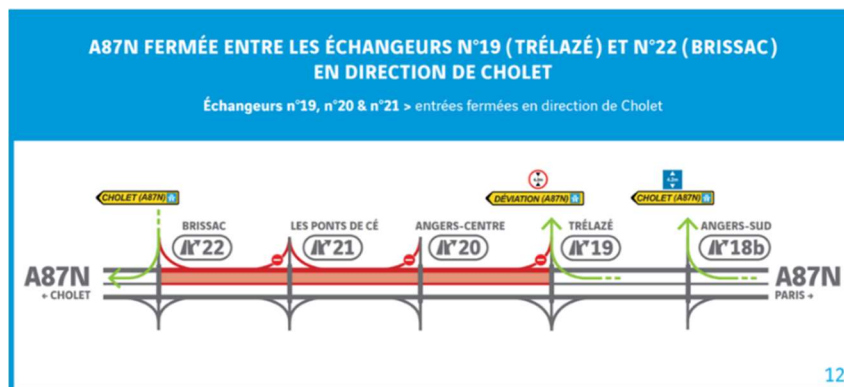 A87N FERMÉE ENTRE LES ÉCHANGEURS N°19 (TRÉLAZÉ) ET N°22 (BRISSAC)
EN DIRECTION DE CHOLET
Échangeurs n°19, n°20 & n°21 > entrées fermées en direction de Cholet
CHOLET (A87N)
DÉVIATION (A87N)
CHOLET (A87N)
BRISSAC
22
LES PONTS DE CÉ
21
ANGERS-CENTRE
20
TRÉLAZÉ
19
ANGERS-SUD
18b
A87N
← CHOLET
A87N
PARIS →
12